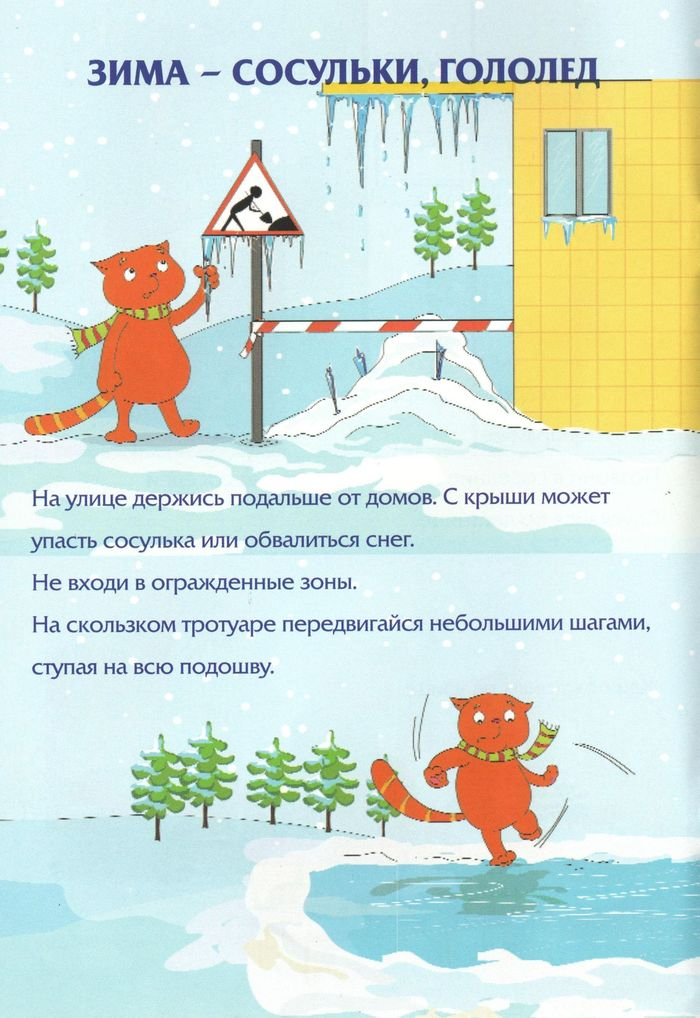 ЗИМА – СОСУЛЬКИ, ГОЛОЛЕД
На улице держись подальше от домов. С крыши может
упасть сосулька или обвалиться снег.
Не входи в огражденные зоны.
На скользком тротуаре передвигайся небольшими шагами,
ступая на всю подошву.